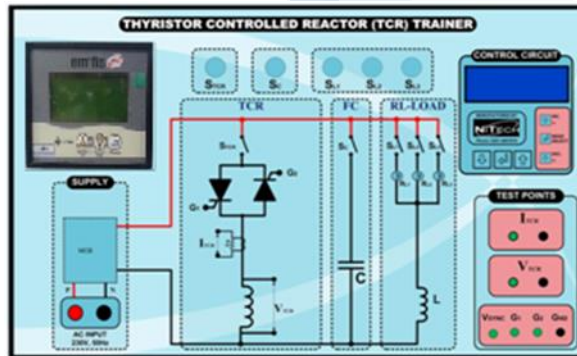 THYRISTOR CONTROLLED REACTOR (TCR) TRAINER
STCR
SC
SL1
SL2
SL3
CONTROL CIRCUIT
NiTech
TCR
FC
RL-LOAD
STCR
SC
SL1
SL2
SL3
G1
G2
RL1
RL2
RL3
SUPPLY
MCB
P
N
AC INPUT
230V, 50Hz
ITCR
VTCR
C
L
TEST POINTS
ITCR
VTCR
VSYNC G1 G2 GND